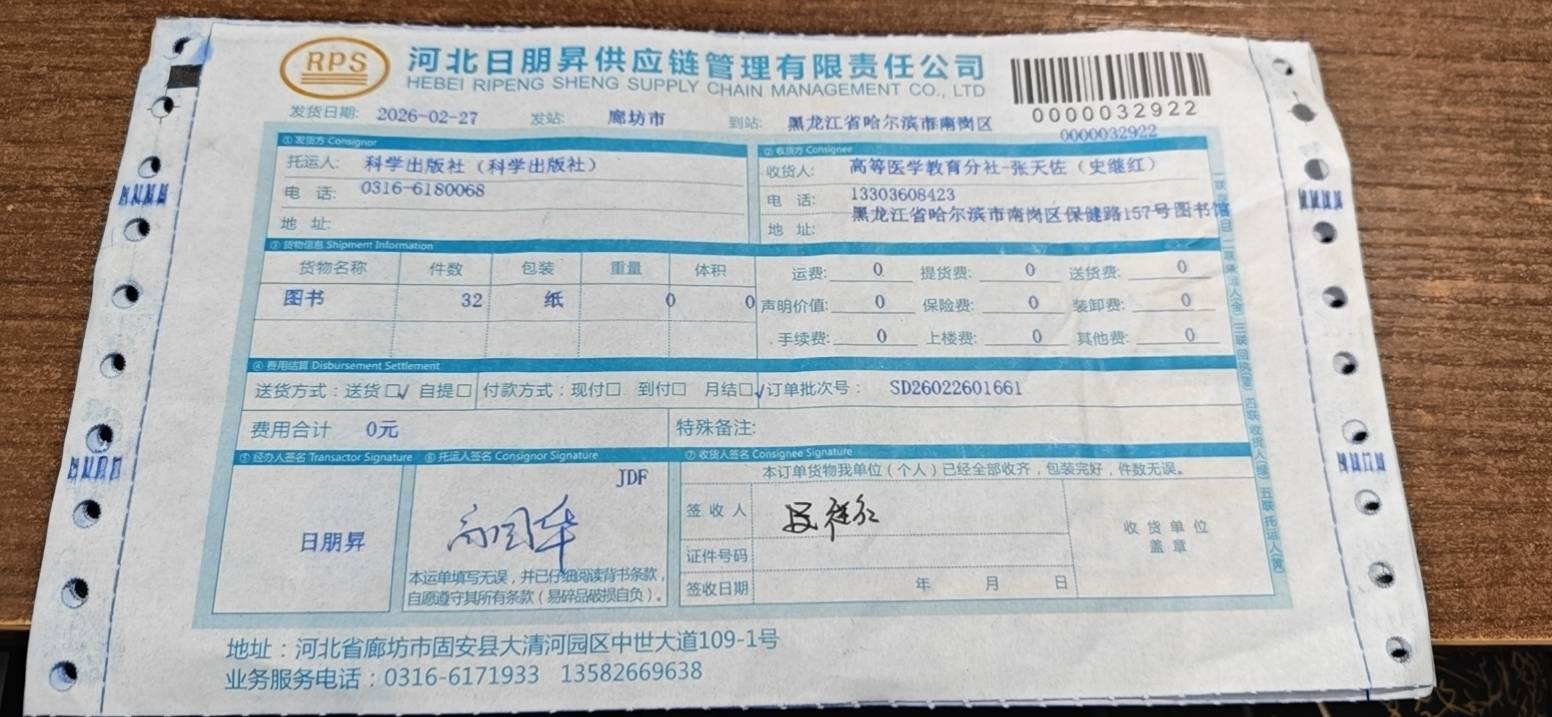 RPS 河北日朋昇供应链管理有限责任公司
HEBEI RIPENG SHENG SUPPLY CHAIN MANAGEMENT CO., LTD
0000032922
发货日期: 2026-02-27 发站: 廊坊市 到站: 黑龙江省哈尔滨市南岗区
0000032922
① 发货方 Consignor ② 收货方 Consignee
托运人: 科学出版社（科学出版社） 收货人: 高等医学教育分社-张天佐（史继红）
电 话: 0316-6180068 电 话: 13303608423
地 址: 地 址: 黑龙江省哈尔滨市南岗区保健路157号图书馆
③ 货物信息 Shipment Information
货物名称 件数 包装 重量 体积 运费: 0 提货费: 0 送货费: 0
图书 32 纸 0 0 声明价值: 0 保险费: 0 装卸费: 0
手续费: 0 上楼费: 0 其他费: 0
④ 费用结算 Disbursement Settlement
送货方式：送货□√ 自提□ 付款方式：现付□ 到付□ 月结□√ 订单批次号： SD26022601661
费用合计 0元 特殊备注:
⑤ 经办人签名 Transactor Signature ⑥ 托运人签名 Consignor Signature ⑦ 收货人签名 Consignee Signature
本订单货物我单位（个人）已经全部收齐，包装完好，件数无误。
JDF
签 收 人
日朋昇
收 货 单 位
盖 章
证件号码
本运单填写无误，并已仔细阅读背书条款，
自愿遵守其所有条款（易碎品破损自负）。
签收日期 年 月 日
地址：河北省廊坊市固安县大清河园区中世大道109-1号
业务服务电话：0316-6171933 13582669638